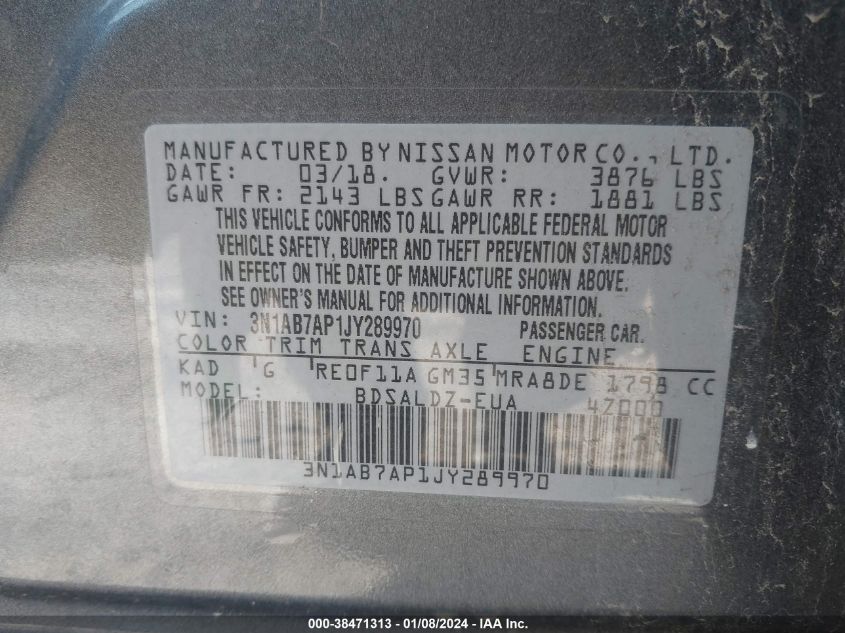 MANUFACTURED BY NISSAN MOTOR CO., LTD.
DATE: 03/18. GVWR: 3876 LBS
GAWR FR: 2143 LBS GAWR RR: 1881 LBS
THIS VEHICLE CONFORMS TO ALL APPLICABLE FEDERAL MOTOR
VEHICLE SAFETY, BUMPER AND THEFT PREVENTION STANDARDS
IN EFFECT ON THE DATE OF MANUFACTURE SHOWN ABOVE.
SEE OWNER'S MANUAL FOR ADDITIONAL INFORMATION.
VIN: 3N1AB7AP1JY289970 PASSENGER CAR.
COLOR TRIM TRANS AXLE ENGINE
KAD G RE0F11A GM35 MRA8DE 1798 CC
MODEL: BDSALDZ-EUA 47000
3N1AB7AP1JY289970
000-38471313 - 01/08/2024 - IAA Inc.